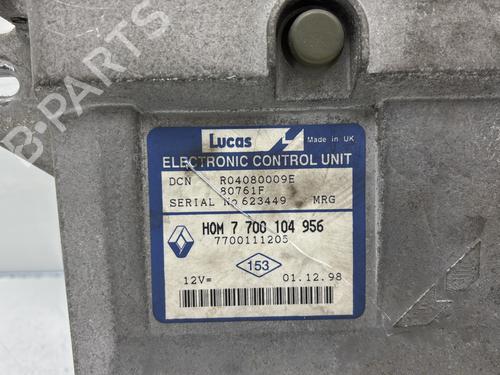 B-PARTS
Lucas
Made in UK
ELECTRONIC CONTROL UNIT
DCN R04080009E
80761F
SERIAL No 623449 MRG
HOM 7 700 104 956
7700111205
153
12V= 01.12.98